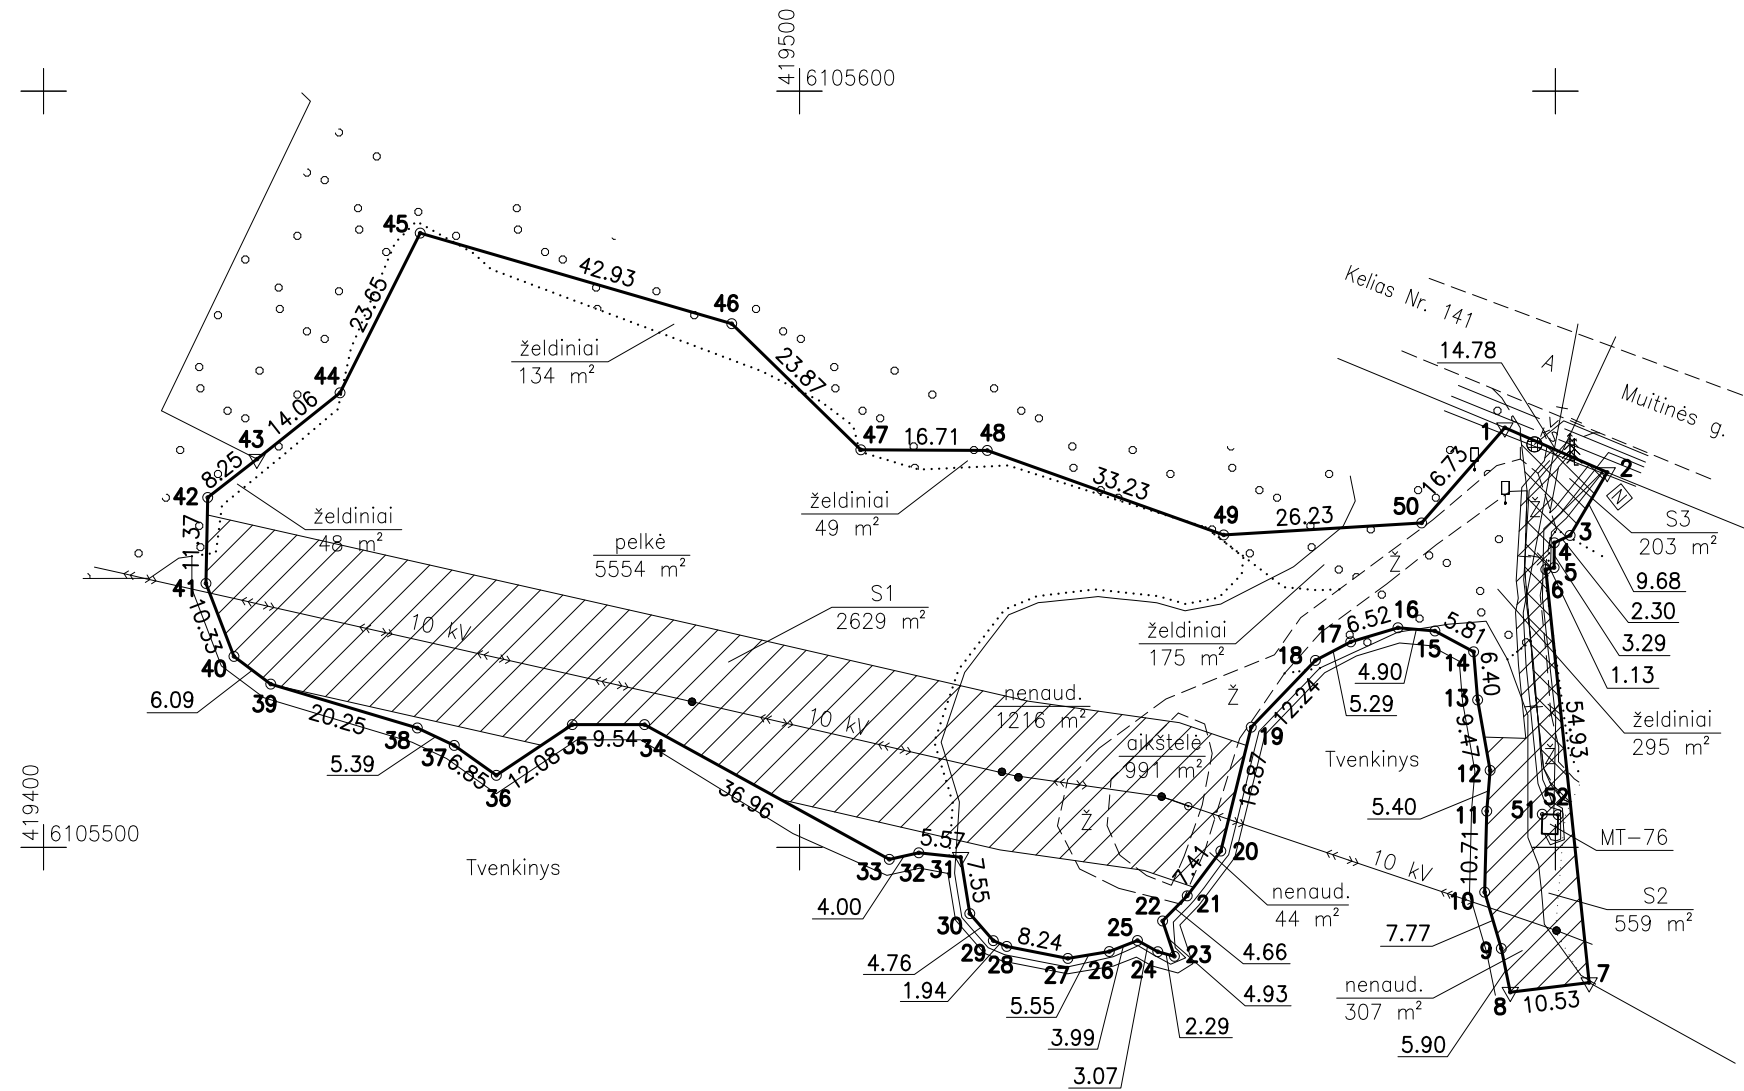 419500
6105600
45
42.93
46
23.65
želdiniai
134 m²
23.87
44
14.06
43
8.25
42
47
16.71
48
33.23
želdiniai
49 m²
želdiniai
48 m²
11.37
pelkė
5554 m²
49
26.23
50
16.73
Kelias Nr. 141
A
14.78
Muitinės g.
1
2
N
S3
203 m²
3
4
5
6
9.68
2.30
3.29
1.13
Ž
Ž
41
10.33
10 kV
S1
2629 m²
40
6.09
39
20.25
38
5.39
37
6.85
36
12.08
35
9.54
34
36.96
10 kV
nenaud.
1216 m²
želdiniai
175 m²
Ž
aikštelė
991 m²
Ž
18
17
6.52
16
5.81
15
4.90
5.29
14
6.40
13
12.24
19
16.87
9.47
Tvenkinys
12
5.40
11
10.71
10
54.93
želdiniai
295 m²
Ž
51
52
MT-76
419400
6105500
Tvenkinys
33
32
5.57
31
7.55
4.00
30
4.76
29
28
1.94
8.24
27
5.55
26
3.99
25
3.07
24
2.29
23
4.93
22
4.66
21
7.41
20
nenaud.
44 m²
10 kV
7.77
9
S2
559 m²
nenaud.
307 m²
5.90
8
10.53
7